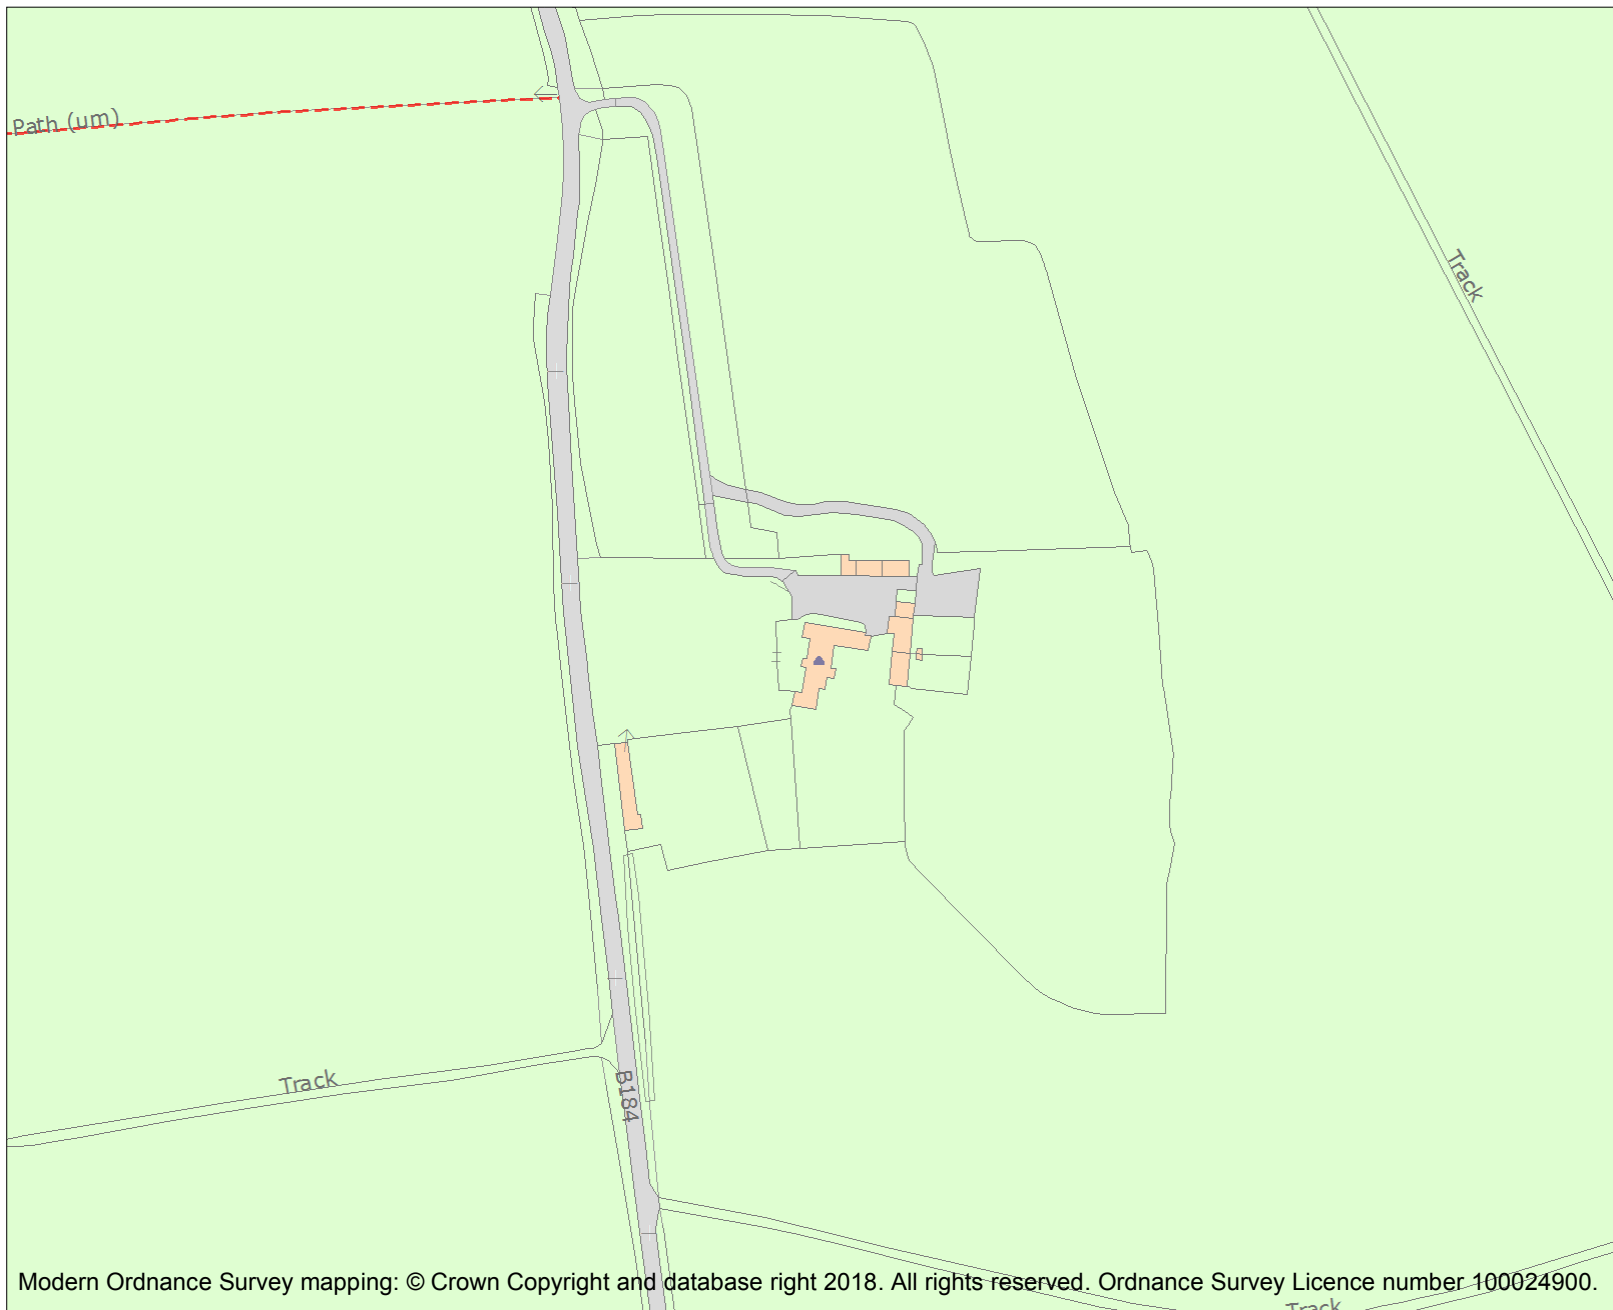 Path (um)
Track
Track
B184
Modern Ordnance Survey mapping: © Crown Copyright and database right 2018. All rights reserved. Ordnance Survey Licence number 100024900.
Track